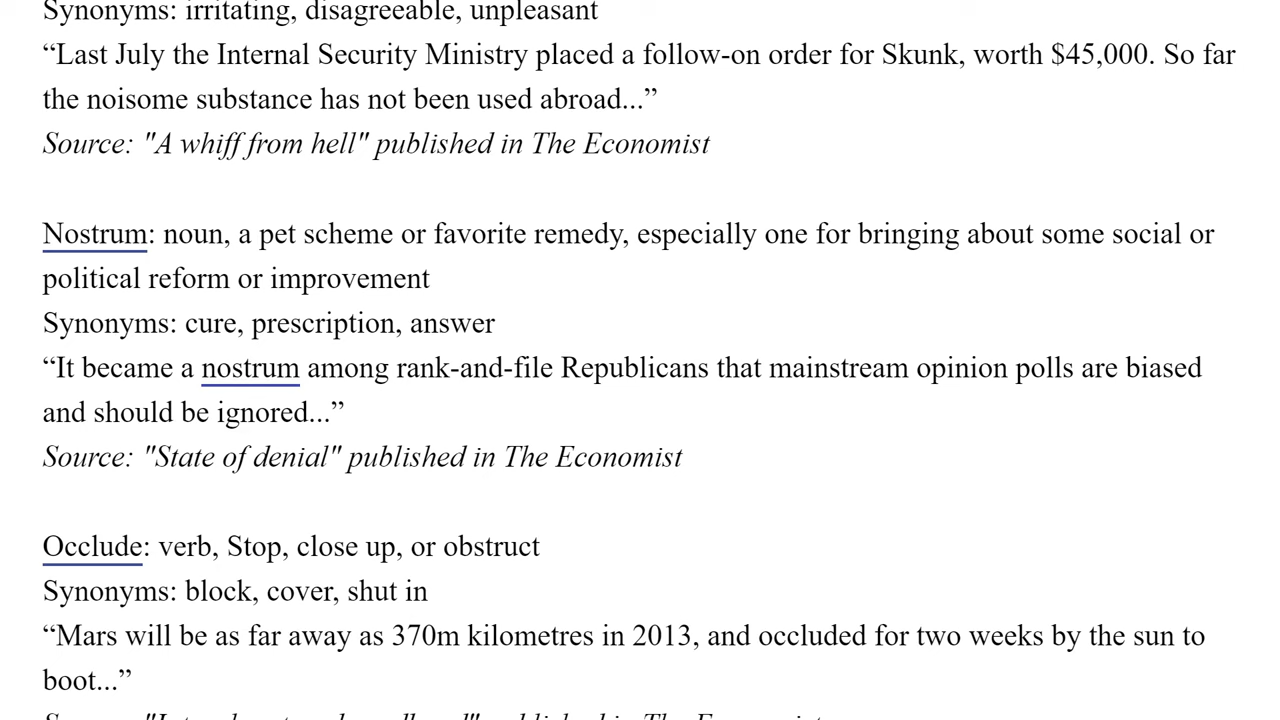 Synonyms: irritating, disagreeable, unpleasant
“Last July the Internal Security Ministry placed a follow-on order for Skunk, worth $45,000. So far
the noisome substance has not been used abroad...”
Source: "A whiff from hell" published in The Economist
Nostrum: noun, a pet scheme or favorite remedy, especially one for bringing about some social or
political reform or improvement
Synonyms: cure, prescription, answer
“It became a nostrum among rank-and-file Republicans that mainstream opinion polls are biased
and should be ignored...”
Source: "State of denial" published in The Economist
Occlude: verb, Stop, close up, or obstruct
Synonyms: block, cover, shut in
“Mars will be as far away as 370m kilometres in 2013, and occluded for two weeks by the sun to
boot...”